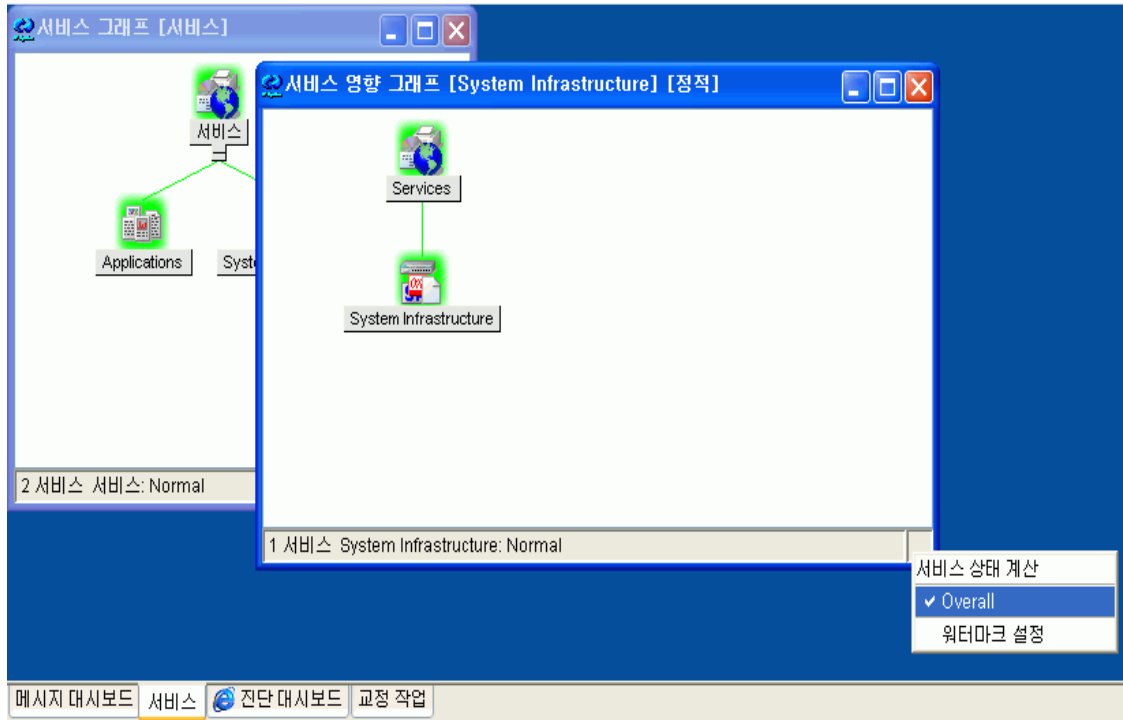 서비스 그래프 [서비스]
서비스 영향 그래프 [System Infrastructure] [정적]
서비스
Applications
Syste
Services
System Infrastructure
2 서비스 서비스: Normal
1 서비스 System Infrastructure: Normal
서비스 상태 계산
✔ Overall
워터마크 설정
메시지 대시보드
서비스
진단 대시보드
교정 작업